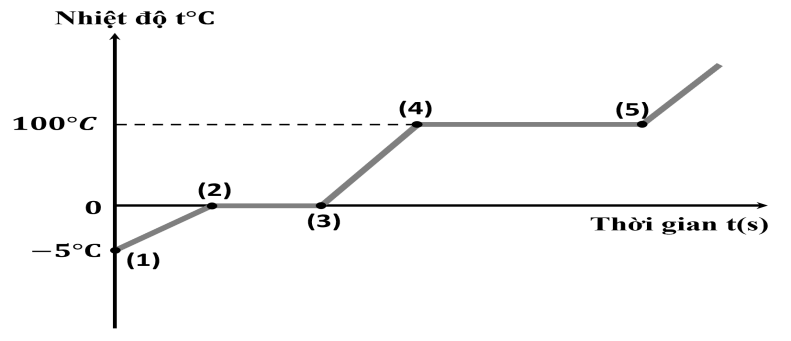 Nhiệt độ t°C
(4)
(5)
100°C
(2)
0
(3)
Thời gian t(s)
−5°C
(1)